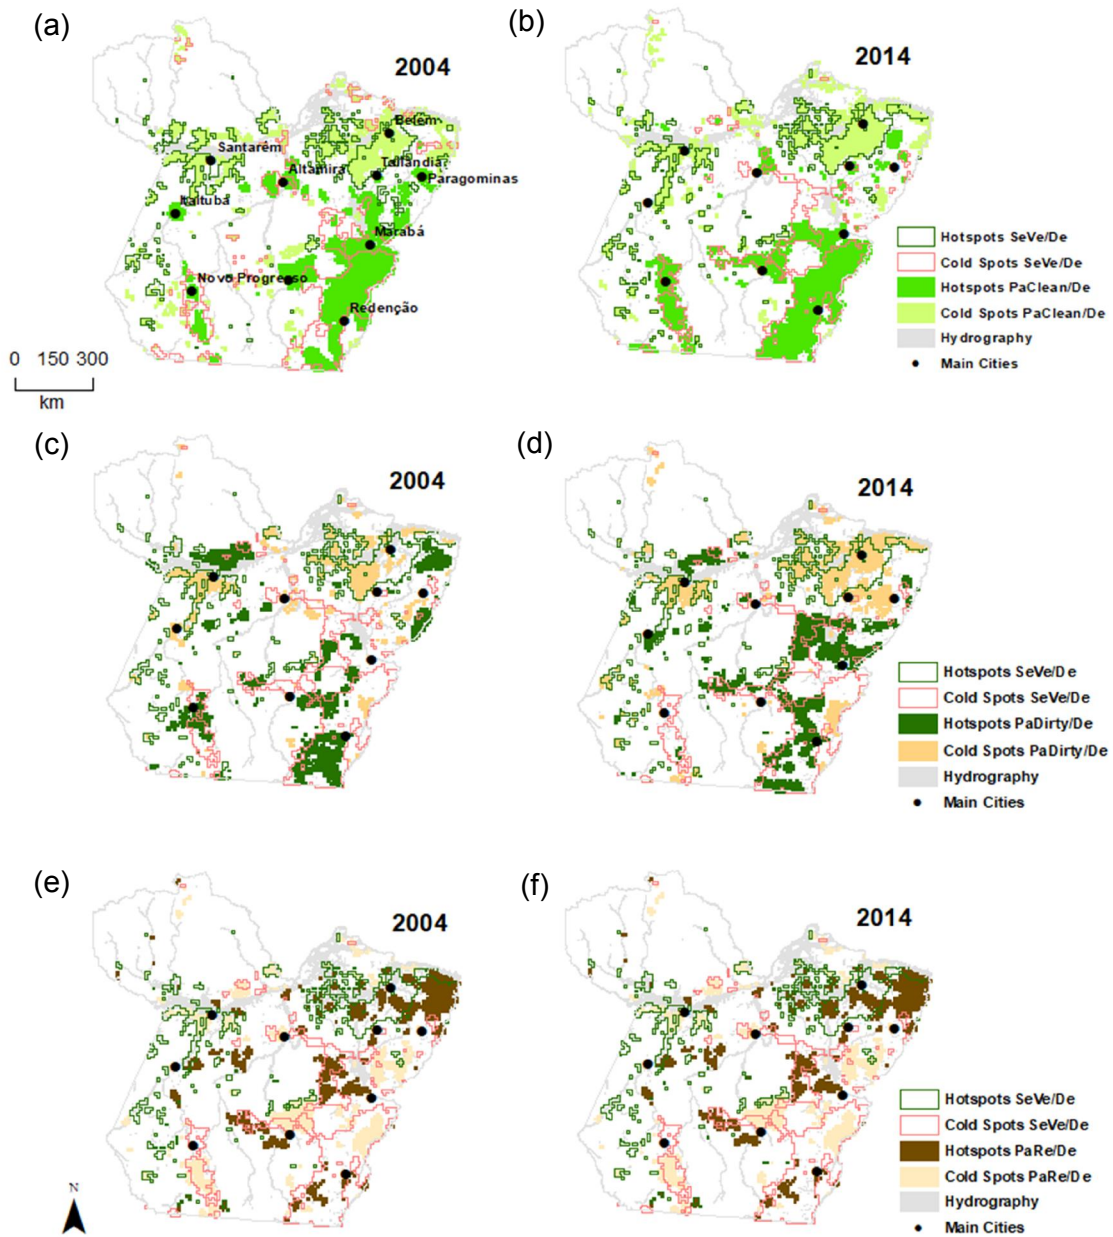 (a)
2004
Belém
Santarém
Altamira
Tailândia
Paragominas
Itaituba
Marabá
Novo Progresso
Redenção
0 150 300
km
(b)
2014
Hotspots SeVe/De
Cold Spots SeVe/De
Hotspots PaClean/De
Cold Spots PaClean/De
Hydrography
Main Cities
(c)
2004
(d)
2014
Hotspots SeVe/De
Cold Spots SeVe/De
Hotspots PaDirty/De
Cold Spots PaDirty/De
Hydrography
Main Cities
(e)
2004
N
(f)
2014
Hotspots SeVe/De
Cold Spots SeVe/De
Hotspots PaRe/De
Cold Spots PaRe/De
Hydrography
Main Cities